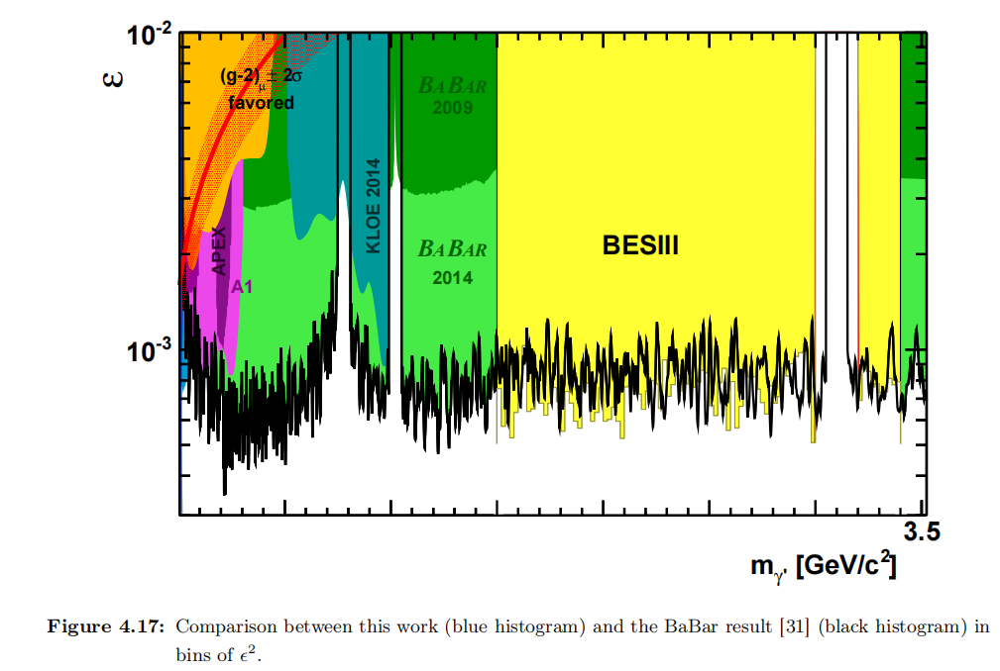 10-2
ε
(g-2)μ ± 2σ
favored
BABAR
2009
KLOE 2014
APEX
A1
BABAR
2014
BESIII
10-3
3.5
mγ' [GeV/c2]
Figure 4.17: Comparison between this work (blue histogram) and the BaBar result [31] (black histogram) in
bins of ϵ2.